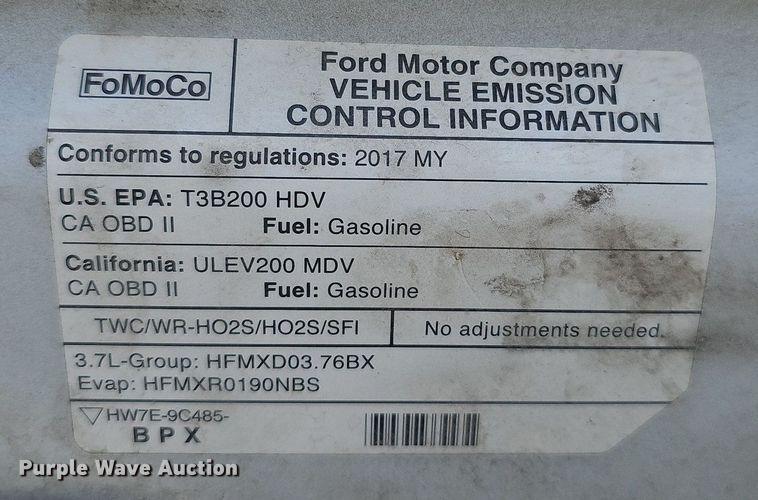 FoMoCo
Ford Motor Company
VEHICLE EMISSION
CONTROL INFORMATION
Conforms to regulations: 2017 MY
U.S. EPA: T3B200 HDV
CA OBD II Fuel: Gasoline
California: ULEV200 MDV
CA OBD II Fuel: Gasoline
TWC/WR-HO2S/HO2S/SFI No adjustments needed.
3.7L-Group: HFMXD03.76BX
Evap: HFMXR0190NBS
HW7E-9C485-
B P X
Purple Wave Auction